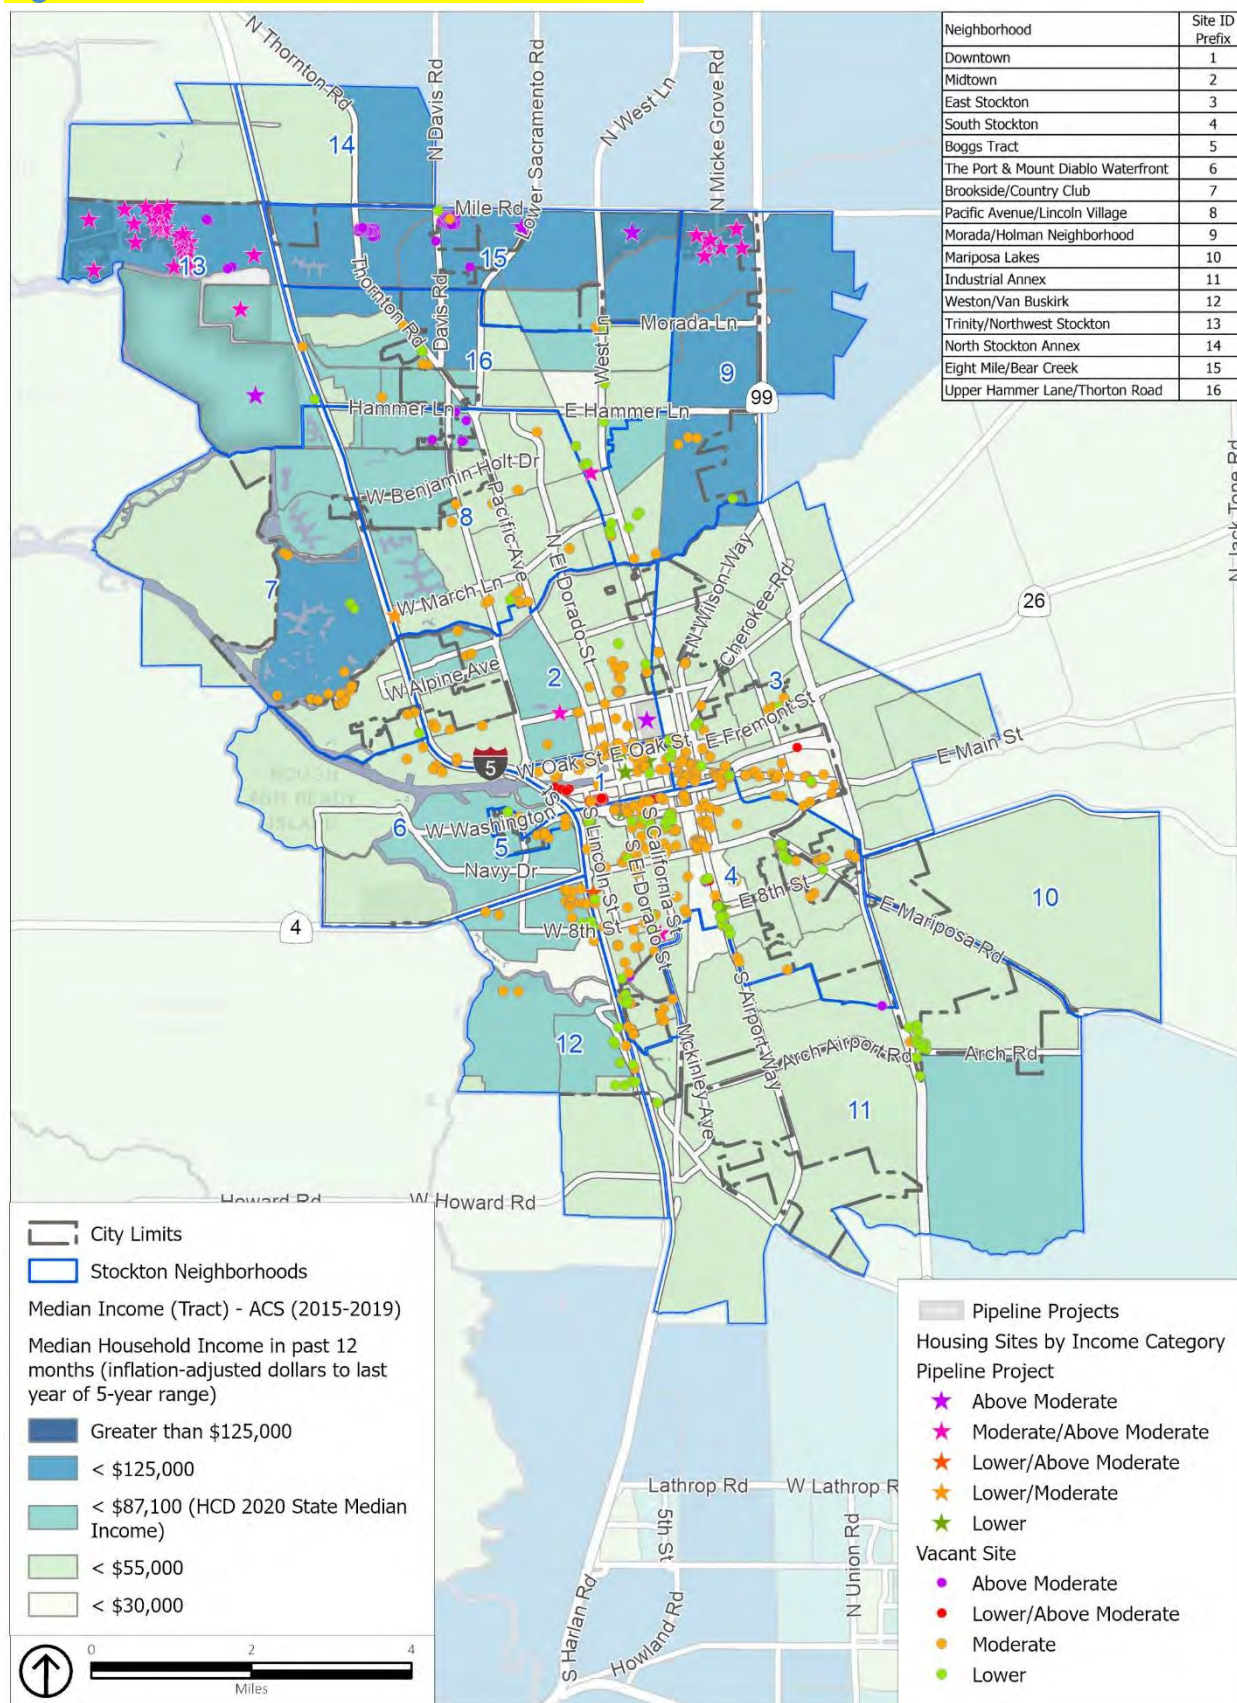 Neighborhood Site ID Prefix
Downtown 1
Midtown 2
East Stockton 3
South Stockton 4
Boggs Tract 5
The Port & Mount Diablo Waterfront 6
Brookside/Country Club 7
Pacific Avenue/Lincoln Village 8
Morada/Holman Neighborhood 9
Mariposa Lakes 10
Industrial Annex 11
Weston/Van Buskirk 12
Trinity/Northwest Stockton 13
North Stockton Annex 14
Eight Mile/Bear Creek 15
Upper Hammer Lane/Thorton Road 16
N Thornton Rd
N Davis Rd
Lower Sacramento Rd
N West Ln
N Micke Grove Rd
14
Mile Rd
13
15
Thornton Rd
Davis Rd
West Ln
Morada Ln
16
9
99
Hammer Ln
E Hammer Ln
N Jack Tone Rd
W Benjamin Holt Dr
Pacific Ave
8
N El Dorado St
N Wilson Way
Cherokee Rd
7
W March Ln
26
W Alpine Ave
2
3
E Fremont St
W Oak St
E Oak St
E Main St
5
1
ROUGH
AND READY
ISLAND
6
W Washington St
5
Navy Dr
S Lincoln St
S El Dorado St
S California St
4
E 8th St
10
E Mariposa Rd
4
W 8th St
S Airport Way
12
Mckinley Ave
Arch Airport Rd
Arch Rd
11
Howard Rd
W Howard Rd
Lathrop Rd
W Lathrop R
5th St
N Union Rd
S Harlan Rd
Howland Rd
City Limits
Stockton Neighborhoods
Median Income (Tract) - ACS (2015-2019)
Median Household Income in past 12
months (inflation-adjusted dollars to last
year of 5-year range)
Greater than $125,000
< $125,000
< $87,100 (HCD 2020 State Median
Income)
< $55,000
< $30,000
0 2 4
Miles
Pipeline Projects
Housing Sites by Income Category
Pipeline Project
Above Moderate
Moderate/Above Moderate
Lower/Above Moderate
Lower/Moderate
Lower
Vacant Site
Above Moderate
Lower/Above Moderate
Moderate
Lower